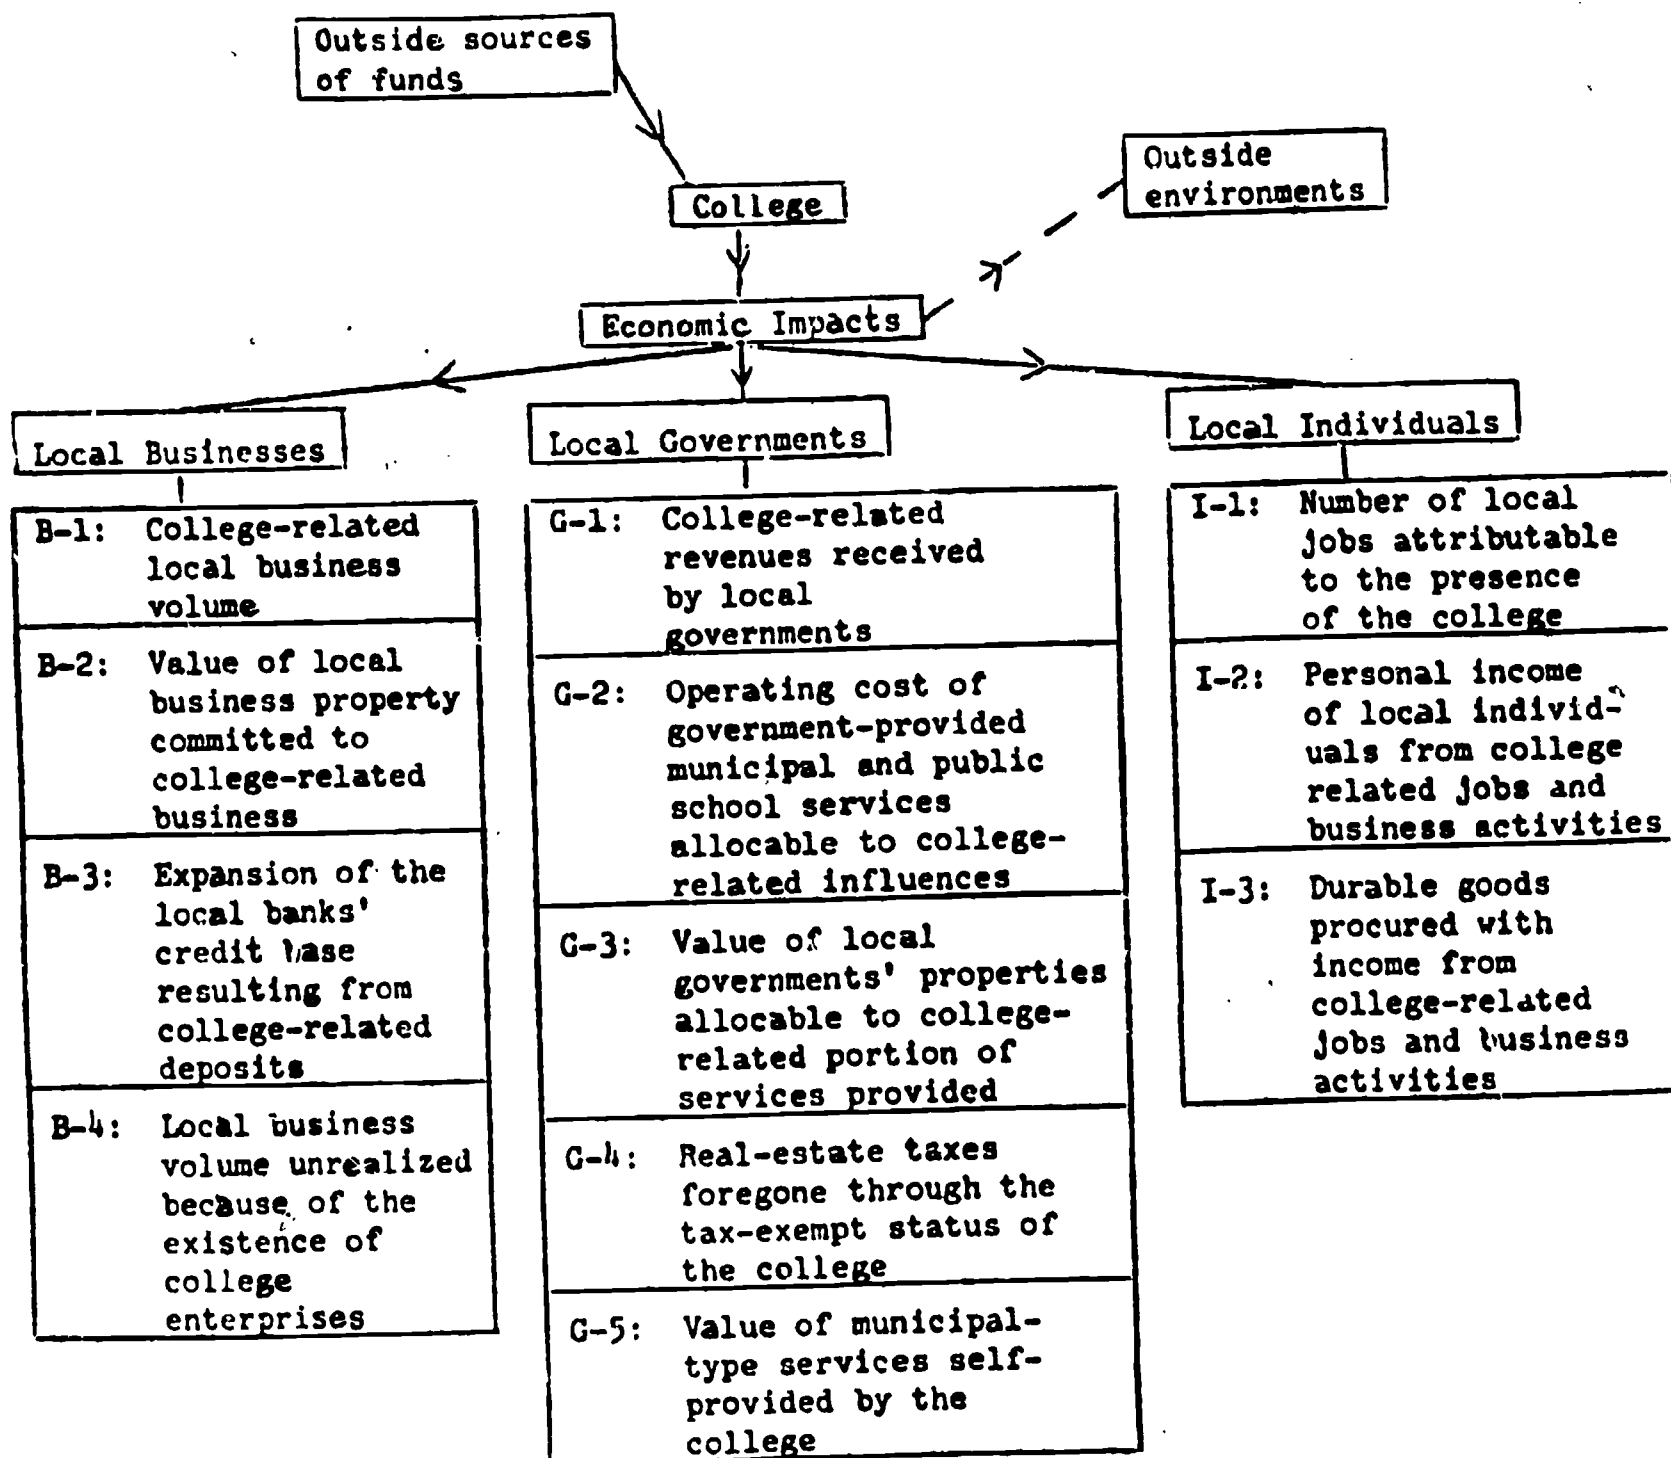 Outside sources
of funds
Outside
environments
College
Economic Impacts
Local Businesses
Local Governments
Local Individuals
B-1: College-related
local business
volume
B-2: Value of local
business property
committed to
college-related
business
B-3: Expansion of the
local banks'
credit base
resulting from
college-related
deposits
B-4: Local business
volume unrealized
because of the
existence of
college
enterprises
G-1: College-related
revenues received
by local
governments
G-2: Operating cost of
government-provided
municipal and public
school services
allocable to college-
related influences
G-3: Value of local
governments' properties
allocable to college-
related portion of
services provided
G-4: Real-estate taxes
foregone through the
tax-exempt status of
the college
G-5: Value of municipal-
type services self-
provided by the
college
I-1: Number of local
jobs attributable
to the presence
of the college
I-2: Personal income
of local individ-
uals from college
related jobs and
business activities
I-3: Durable goods
procured with
income from
college-related
jobs and business
activities